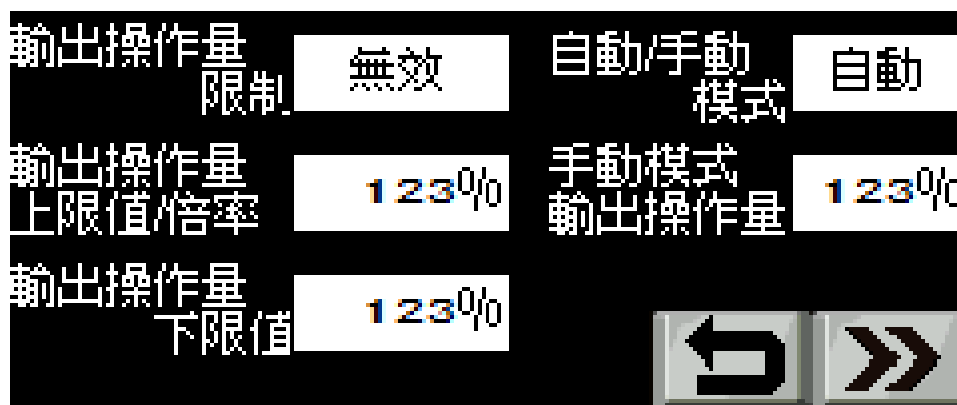 輸出操作量
限制
無效
自動/手動
模式
自動
輸出操作量
上限值/倍率
123%
手動模式
輸出操作量
123%
輸出操作量
下限值
123%